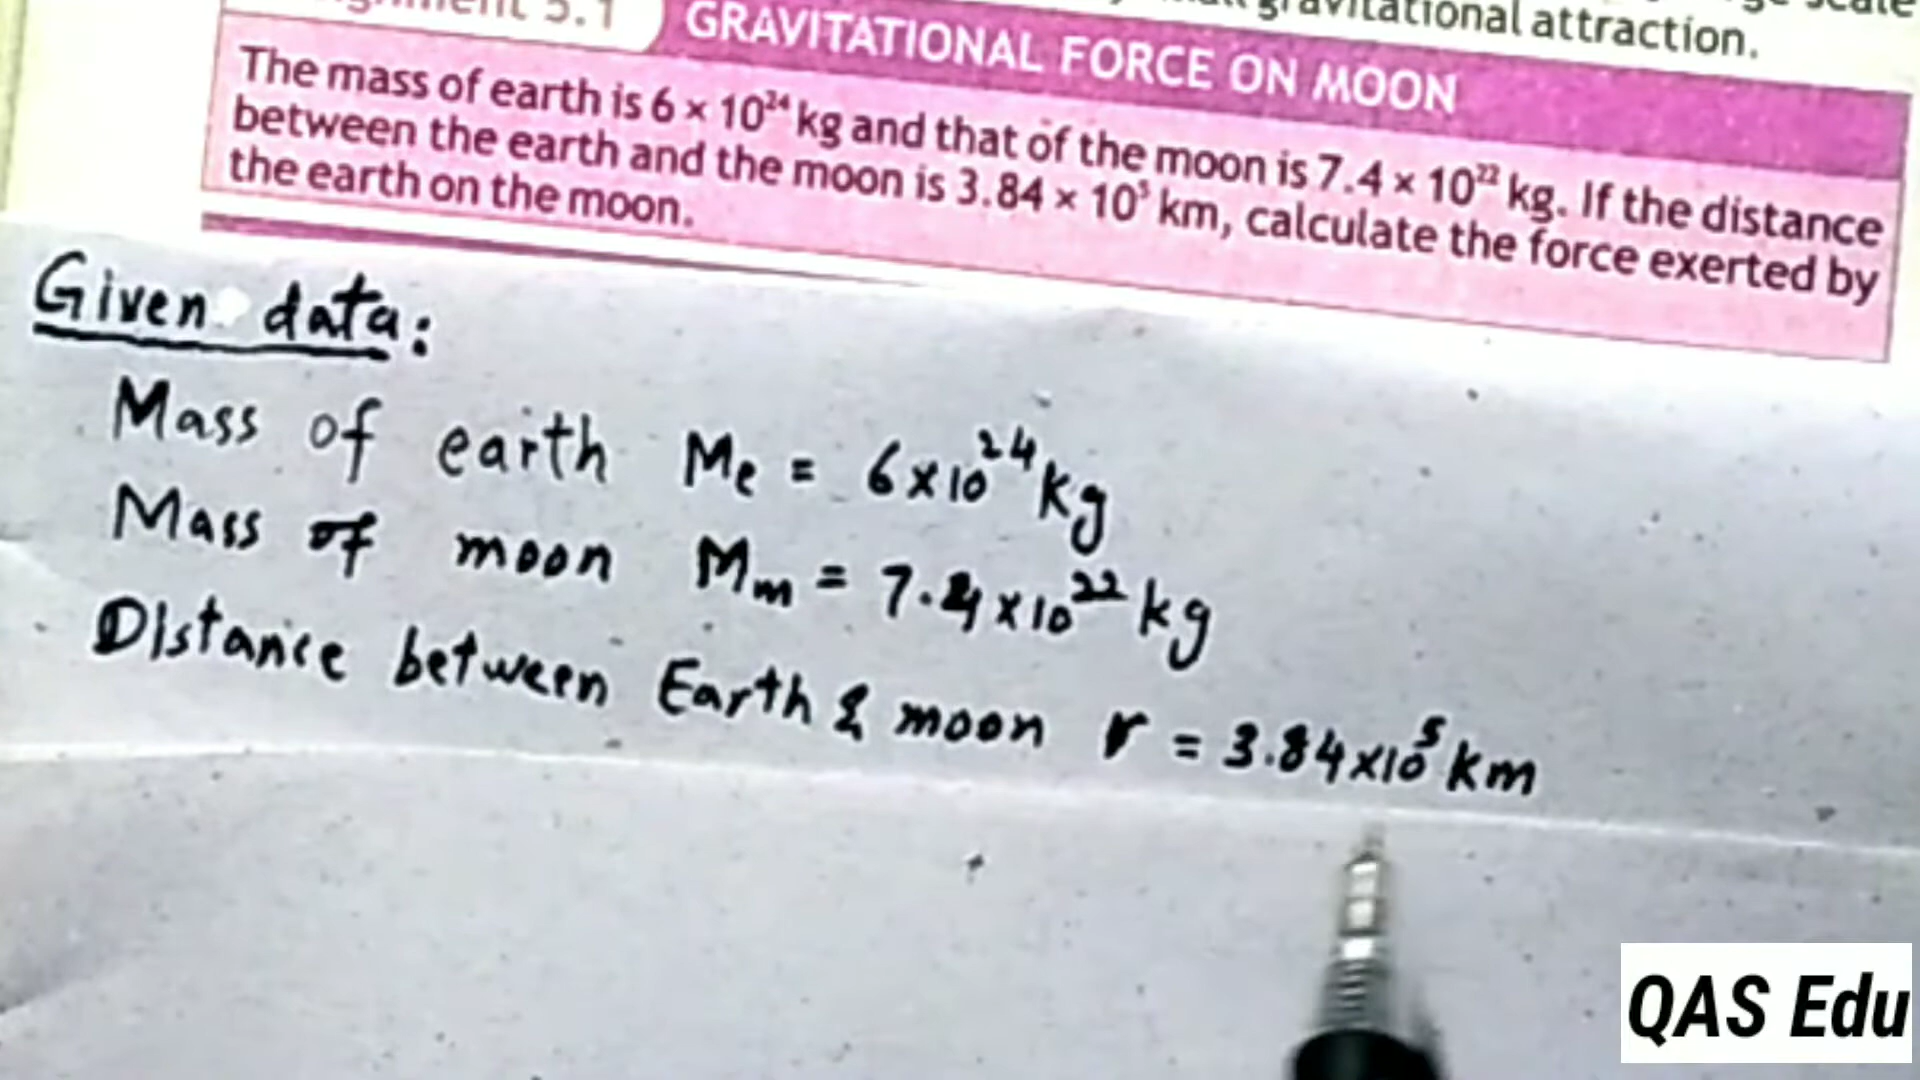 5.1
gravitational attraction.
GRAVITATIONAL FORCE ON MOON
The mass of earth is 6 × 10²⁴ kg and that of the moon is 7.4 × 10²² kg. If the distance
between the earth and the moon is 3.84 × 10⁵ km, calculate the force exerted by
the earth on the moon.
Given data:
Mass of earth Me = 6×10²⁴ kg
Mass of moon Mm = 7.4×10²² kg
Distance between Earth & moon r = 3.84×10⁵ km
QAS Edu